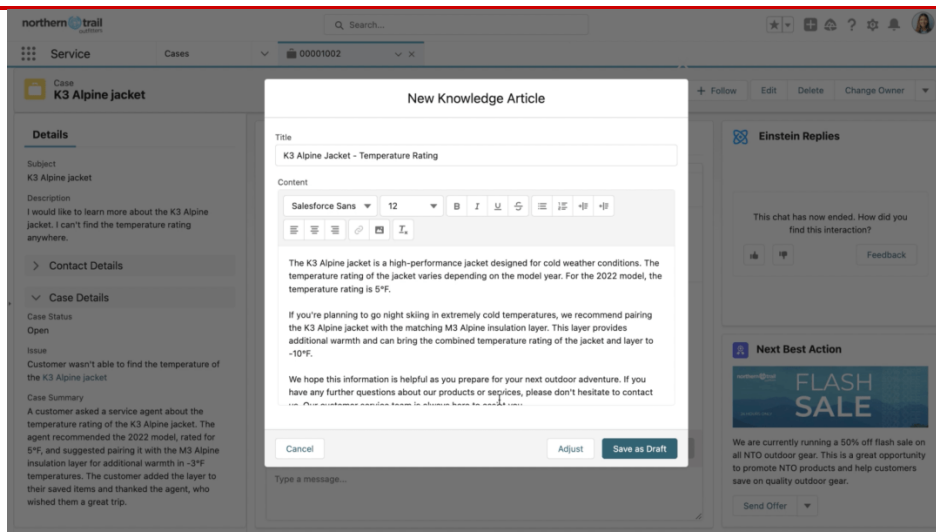 northern trail
outfitters
Search...
Service
Cases
00001002
Case
K3 Alpine jacket
+ Follow
Edit
Delete
Change Owner
Details
Subject
K3 Alpine jacket
Description
I would like to learn more about the K3 Alpine
jacket. I can't find the temperature rating
anywhere.
Contact Details
Case Details
Case Status
Open
Issue
Customer wasn't able to find the temperature of
the K3 Alpine jacket
Case Summary
A customer asked a service agent about the
temperature rating of the K3 Alpine jacket. The
agent recommended the 2022 model, rated for
5°F, and suggested pairing it with the M3 Alpine
insulation layer for additional warmth in -3°F
temperatures. The customer added the layer to
their saved items and thanked the agent, who
wished them a great trip.
New Knowledge Article
Title
K3 Alpine Jacket - Temperature Rating
Content
Salesforce Sans
12
B I U S
The K3 Alpine jacket is a high-performance jacket designed for cold weather conditions. The
temperature rating of the jacket varies depending on the model year. For the 2022 model, the
temperature rating is 5°F.
If you're planning to go night skiing in extremely cold temperatures, we recommend pairing
the K3 Alpine jacket with the matching M3 Alpine insulation layer. This layer provides
additional warmth and can bring the combined temperature rating of the jacket and layer to
-10°F.
We hope this information is helpful as you prepare for your next outdoor adventure. If you
have any further questions about our products or services, please don't hesitate to contact
us. Our customer service team is always here to assist you.
Cancel
Adjust
Save as Draft
Type a message...
Einstein Replies
This chat has now ended. How did you
find this interaction?
Feedback
Next Best Action
northern trail
FLASH
SALE
We are currently running a 50% off flash sale on
all NTO outdoor gear. This is a great opportunity
to promote NTO products and help customers
save on quality outdoor gear.
Send Offer